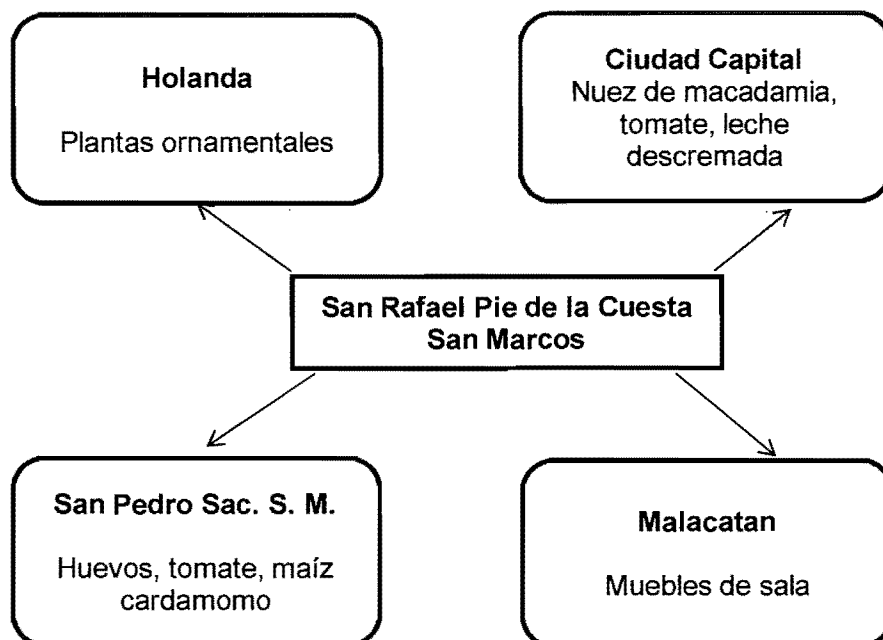 Holanda
Plantas ornamentales
Ciudad Capital
Nuez de macadamia,
tomate, leche
descremada
San Rafael Pie de la Cuesta
San Marcos
San Pedro Sac. S. M.
Huevos, tomate, maíz
cardamomo
Malacatan
Muebles de sala